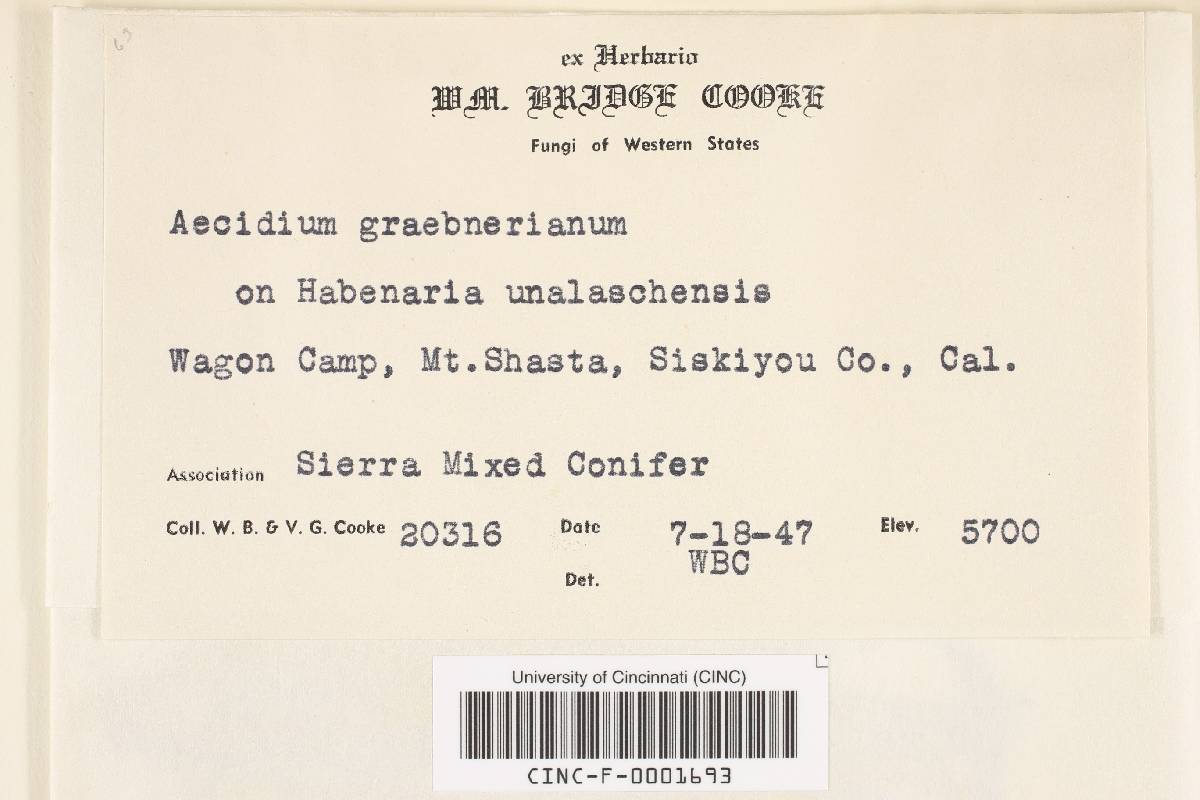 ex Herbario
WM. BRIDGE COOKE
Fungi of Western States
Aecidium graebnerianum
on Habenaria unalaschensis
Wagon Camp, Mt.Shasta, Siskiyou Co., Cal.
Association Sierra Mixed Conifer
Coll. W. B. & V. G. Cooke 20316 Date 7-18-47 Elev. 5700
Det. WBC
University of Cincinnati (CINC)
CINC-F-0001693